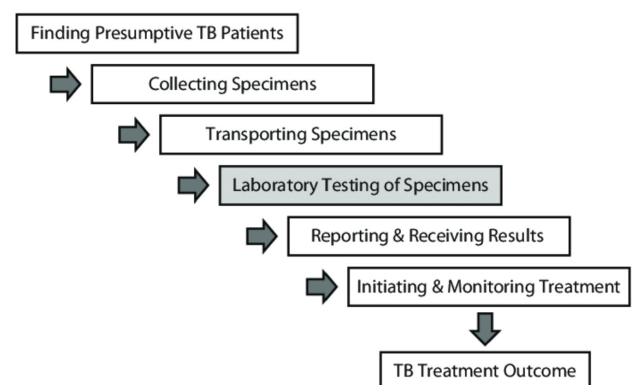 Finding Presumptive TB Patients
Collecting Specimens
Transporting Specimens
Laboratory Testing of Specimens
Reporting & Receiving Results
Initiating & Monitoring Treatment
TB Treatment Outcome